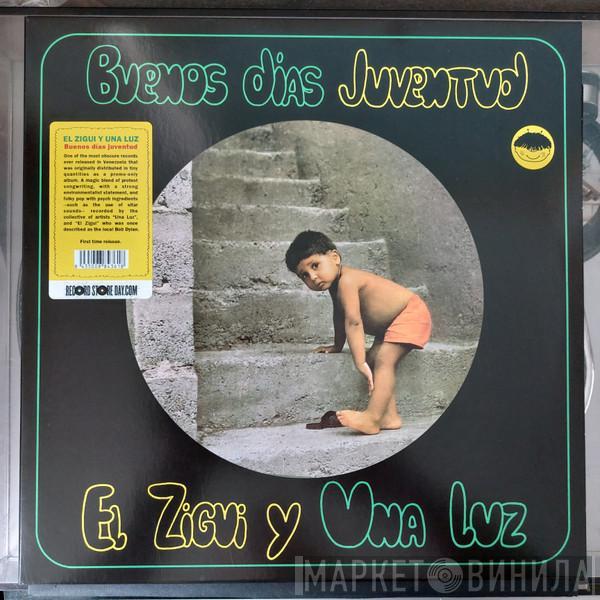 Buenos días Juventud
EL ZIGUI Y UNA LUZ
Buenos días juventud
One of the most obscure records
ever released in Venezuela that
was originally distributed in tiny
quantities as a promo-only
album. A magic blend of protest
songwriting, with a strong
environmentalist statement, and
folky pop with psych ingredients
-such as the use of sitar
sounds- recorded by the
collective of artists "Una Luz",
and "El Zigui" who was once
described as the local Bob Dylan.
First time reissue.
RECORD STORE DAY.COM
El Zigui y Una Luz
МАРКЕТ ВИНИЛА